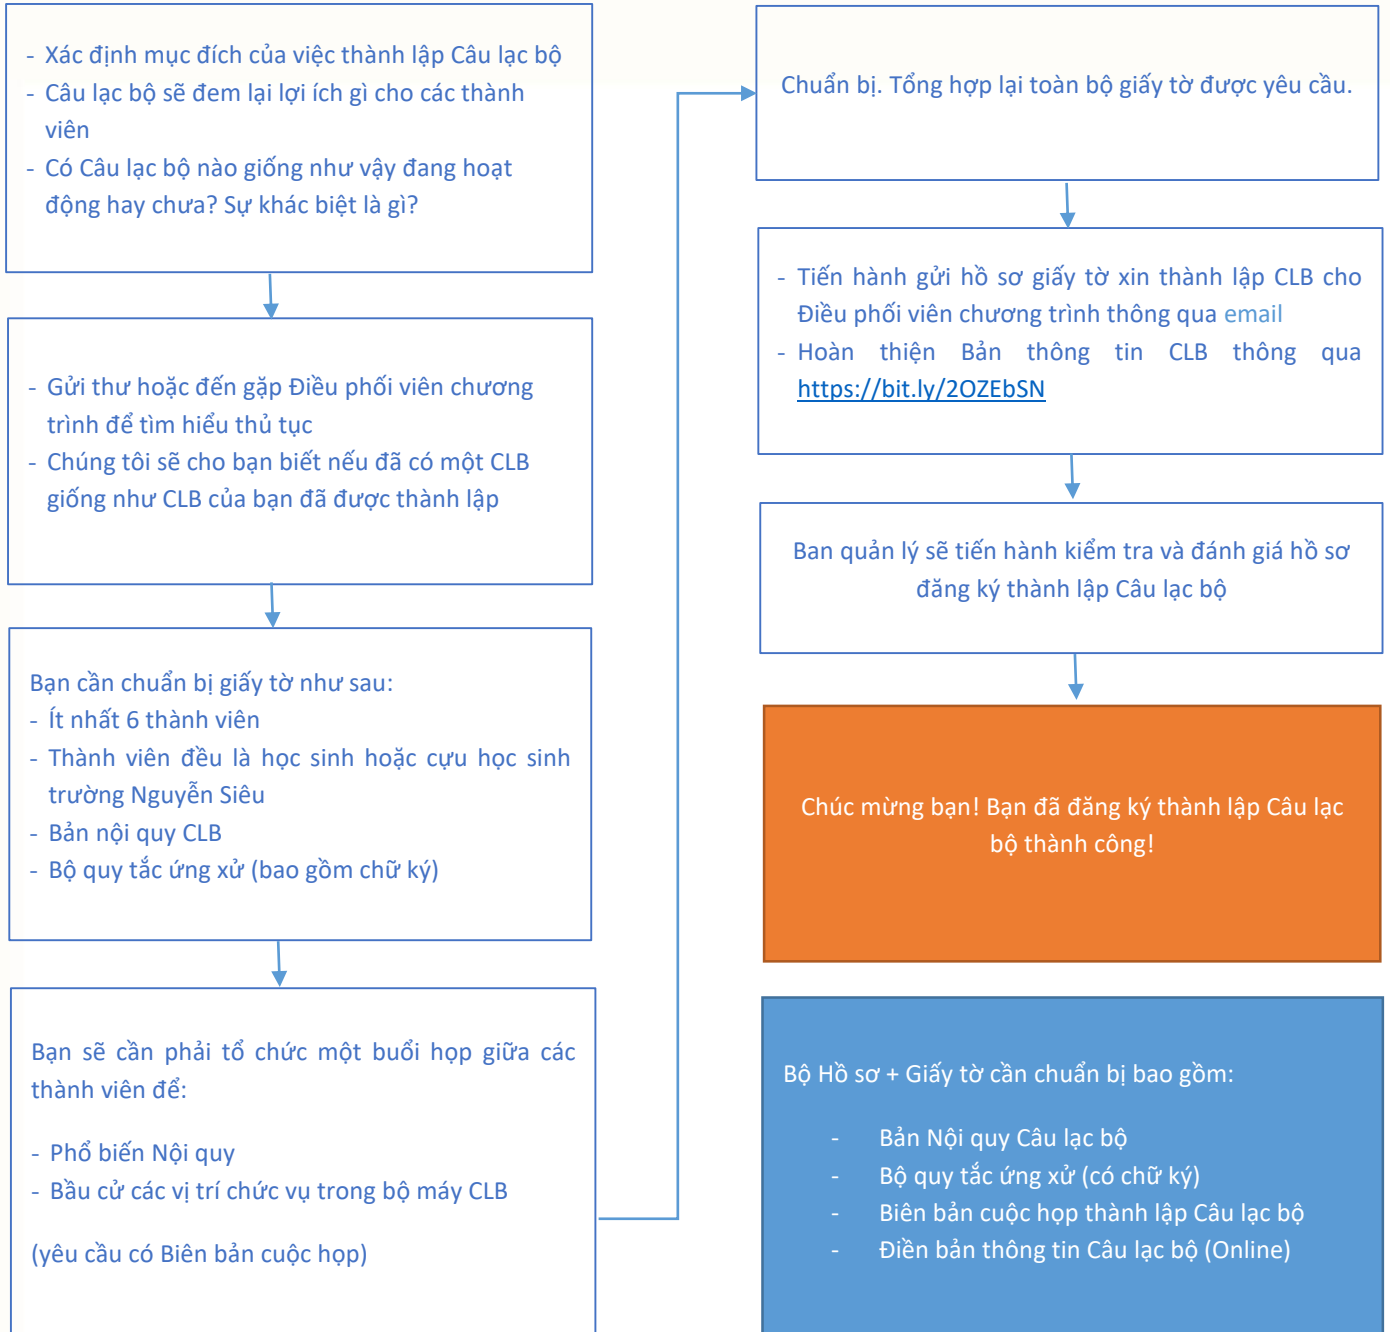 - Xác định mục đích của việc thành lập Câu lạc bộ
- Câu lạc bộ sẽ đem lại lợi ích gì cho các thành
viên
- Có Câu lạc bộ nào giống như vậy đang hoạt
động hay chưa? Sự khác biệt là gì?
- Gửi thư hoặc đến gặp Điều phối viên chương
trình để tìm hiểu thủ tục
- Chúng tôi sẽ cho bạn biết nếu đã có một CLB
giống như CLB của bạn đã được thành lập
Bạn cần chuẩn bị giấy tờ như sau:
- Ít nhất 6 thành viên
- Thành viên đều là học sinh hoặc cựu học sinh
trường Nguyễn Siêu
- Bản nội quy CLB
- Bộ quy tắc ứng xử (bao gồm chữ ký)
Bạn sẽ cần phải tổ chức một buổi họp giữa các
thành viên để:
- Phổ biến Nội quy
- Bầu cử các vị trí chức vụ trong bộ máy CLB
(yêu cầu có Biên bản cuộc họp)
Chuẩn bị. Tổng hợp lại toàn bộ giấy tờ được yêu cầu.
- Tiến hành gửi hồ sơ giấy tờ xin thành lập CLB cho
Điều phối viên chương trình thông qua email
- Hoàn thiện Bản thông tin CLB thông qua
https://bit.ly/2OZEbSN
Ban quản lý sẽ tiến hành kiểm tra và đánh giá hồ sơ
đăng ký thành lập Câu lạc bộ
Chúc mừng bạn! Bạn đã đăng ký thành lập Câu lạc
bộ thành công!
Bộ Hồ sơ + Giấy tờ cần chuẩn bị bao gồm:
- Bản Nội quy Câu lạc bộ
- Bộ quy tắc ứng xử (có chữ ký)
- Biên bản cuộc họp thành lập Câu lạc bộ
- Điền bản thông tin Câu lạc bộ (Online)